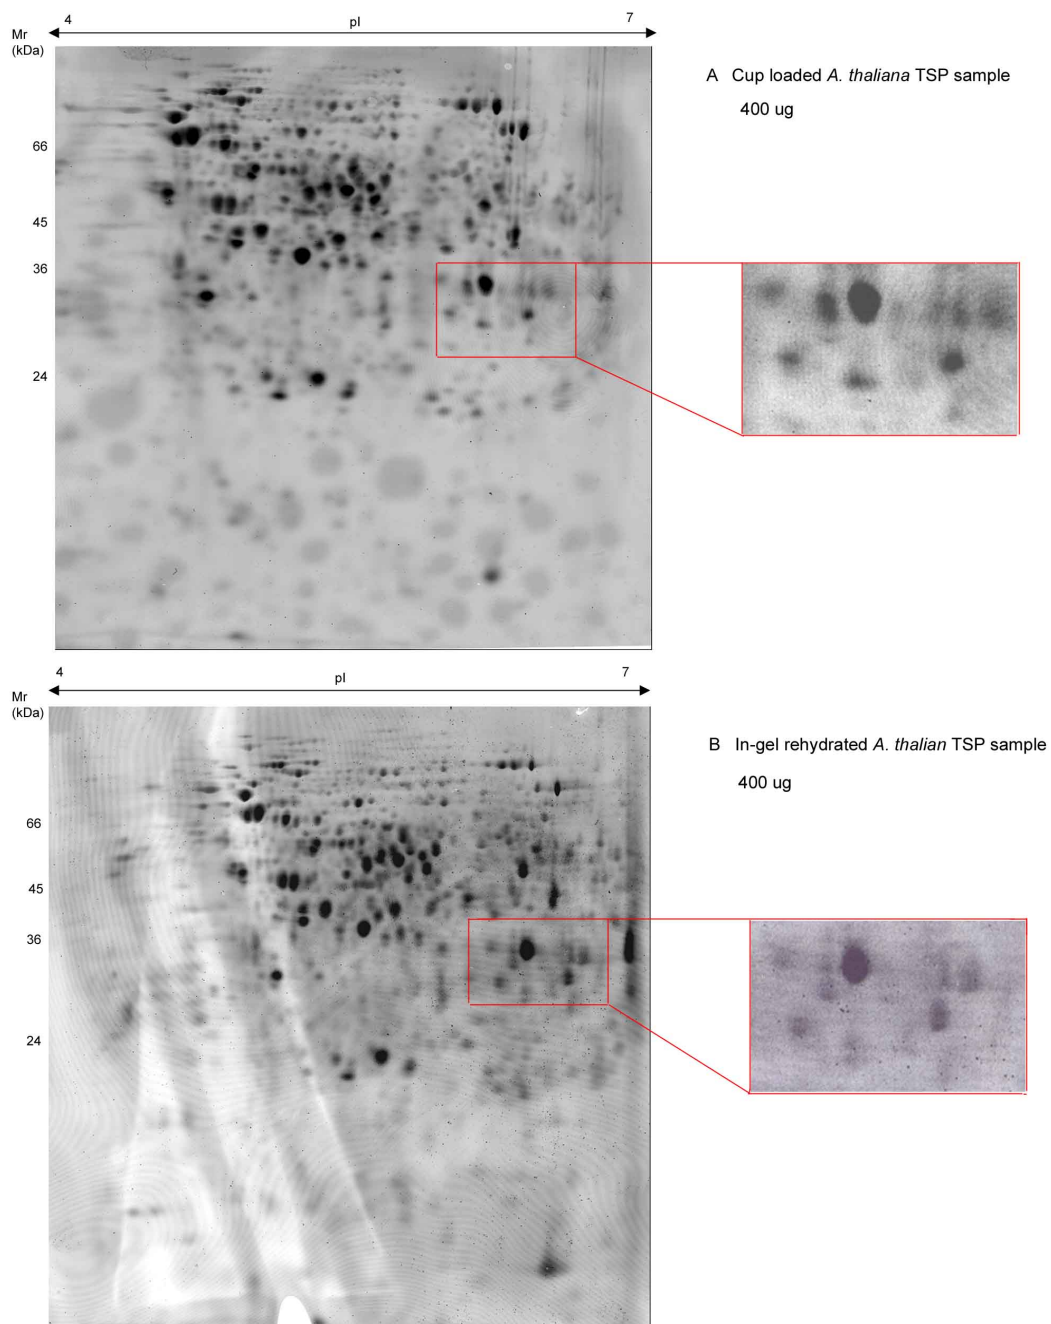 4
7
pI
Mr
(kDa)
66
45
36
24
A Cup loaded A. thaliana TSP sample
400 ug
4
7
pI
Mr
(kDa)
66
45
36
24
B In-gel rehydrated A. thalian TSP sample
400 ug